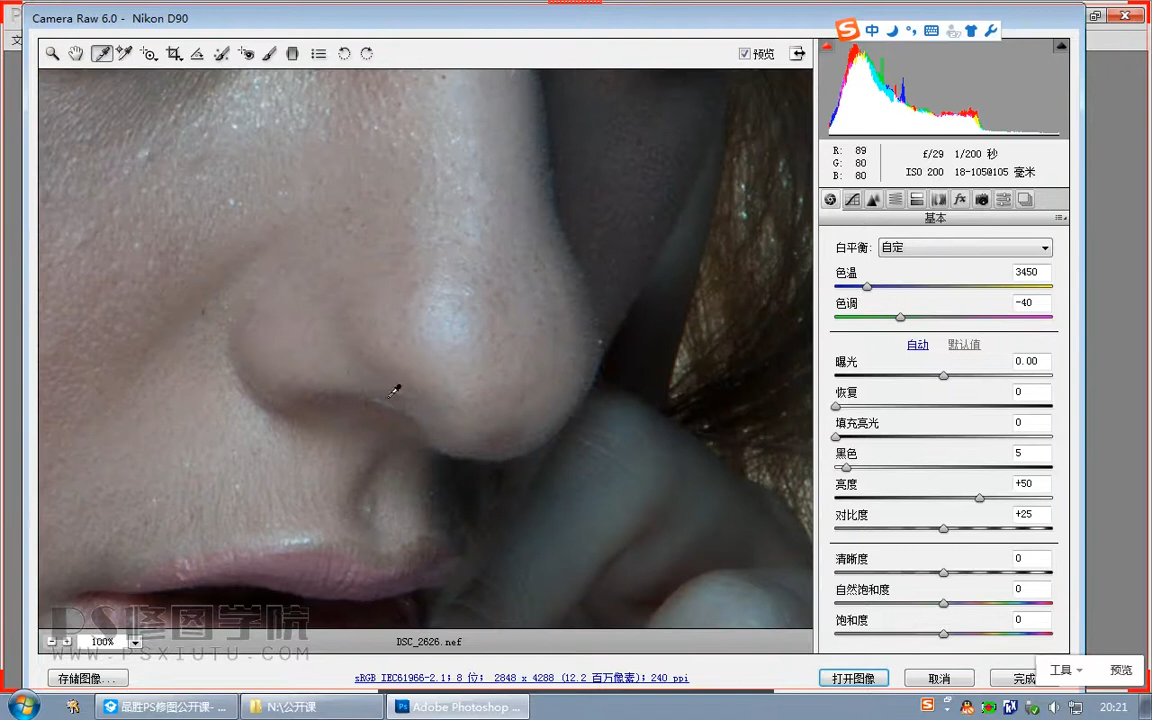 Camera Raw 6.0 - Nikon D90
中
预览
R: 89
G: 80
B: 80
f/29 1/200 秒
ISO 200 18-105@105 毫米
基本
白平衡: 自定
色温 3450
色调 -40
自动 默认值
曝光 0.00
恢复 0
填充亮光 0
黑色 5
亮度 +50
对比度 +25
清晰度 0
自然饱和度 0
饱和度 0
PS修图学院
WWW.PSXIUTU.COM
100%
DSC_2626.nef
存储图像...
sRGB IEC61966-2.1; 8 位; 2848 x 4288 (12.2 百万像素); 240 ppi
打开图像 取消 完成
工具 预览
品胜PS修图公开课-...
N:\公开课
Adobe Photoshop ...
20:21